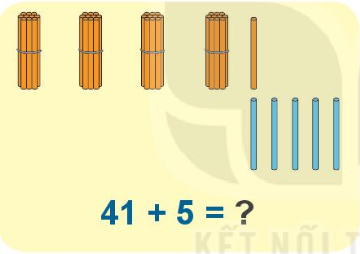 41 + 5 = ?
KẾT NỐI T